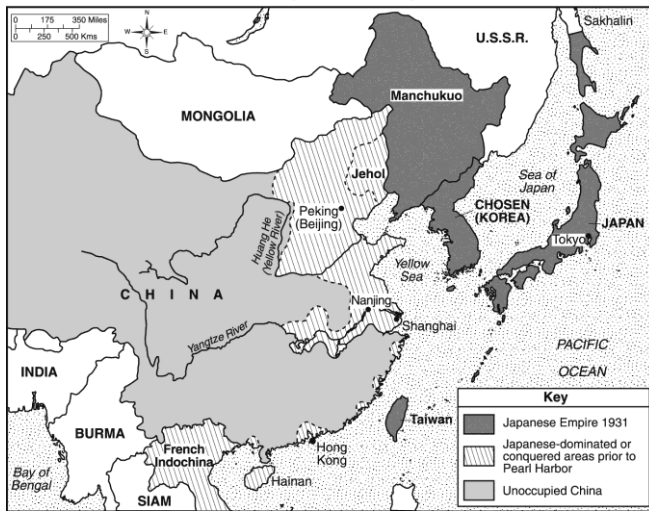 0 175 350 Miles
0 250 500 Kms
N
W E
S
Sakhalin
U.S.S.R.
Manchukuo
MONGOLIA
Jehol
Sea of
Japan
Peking
(Beijing)
CHOSEN
(KOREA)
JAPAN
Tokyo
Huang He
(Yellow River)
Yellow
Sea
CHINA
Nanjing
Shanghai
Yangtze River
PACIFIC
OCEAN
INDIA
BURMA
Taiwan
French
Indochina
Hong
Kong
Bay of
Bengal
Hainan
SIAM
Key
Japanese Empire 1931
Japanese-dominated or
conquered areas prior to
Pearl Harbor
Unoccupied China